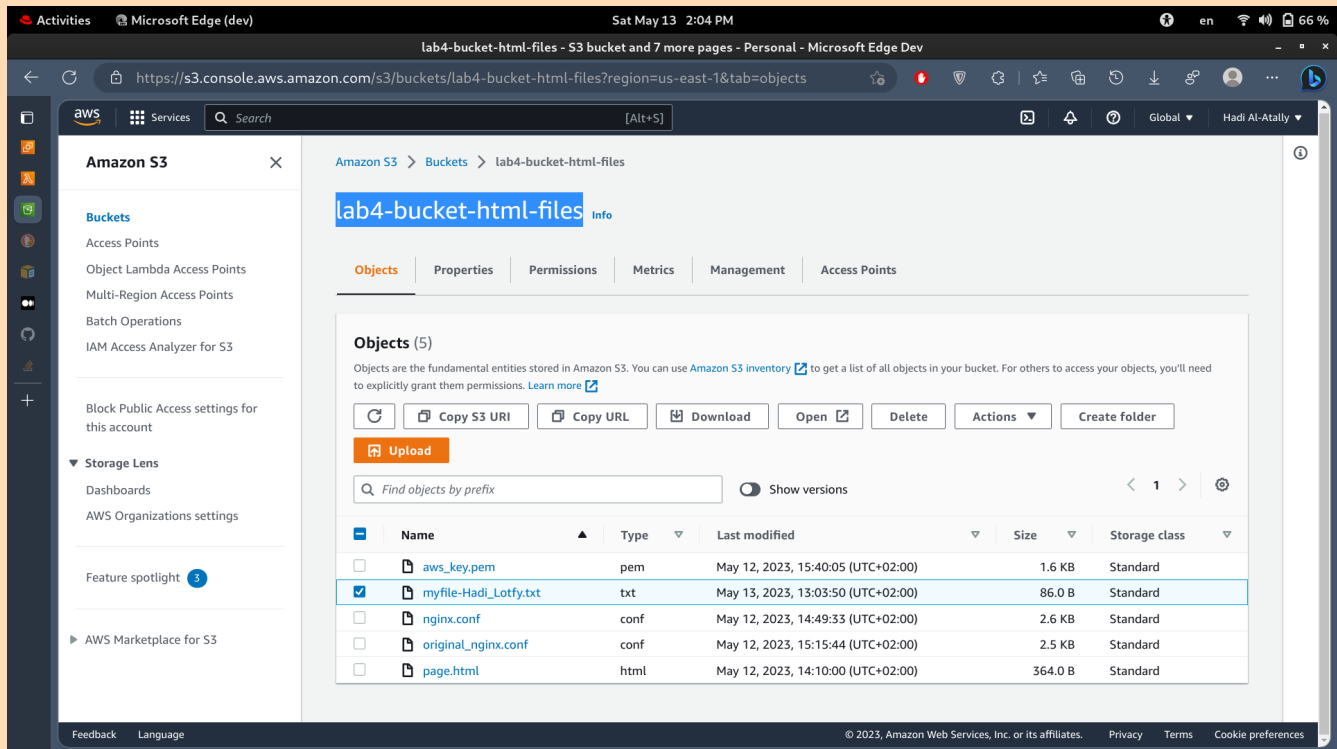 Activities Microsoft Edge (dev) Sat May 13 2:04 PM en 66 %
lab4-bucket-html-files - S3 bucket and 7 more pages - Personal - Microsoft Edge Dev
https://s3.console.aws.amazon.com/s3/buckets/lab4-bucket-html-files?region=us-east-1&tab=objects
aws Services Search [Alt+S] Global Hadi Al-Atally
Amazon S3
Buckets
Access Points
Object Lambda Access Points
Multi-Region Access Points
Batch Operations
IAM Access Analyzer for S3
Block Public Access settings for
this account
Storage Lens
Dashboards
AWS Organizations settings
Feature spotlight 3
AWS Marketplace for S3
Amazon S3 > Buckets > lab4-bucket-html-files
lab4-bucket-html-files Info
Objects Properties Permissions Metrics Management Access Points
Objects (5)
Objects are the fundamental entities stored in Amazon S3. You can use Amazon S3 inventory to get a list of all objects in your bucket. For others to access your objects, you'll need
to explicitly grant them permissions. Learn more
Copy S3 URI Copy URL Download Open Delete Actions Create folder
Upload
Find objects by prefix Show versions 1
Name Type Last modified Size Storage class
aws_key.pem pem May 12, 2023, 15:40:05 (UTC+02:00) 1.6 KB Standard
myfile-Hadi_Lotfy.txt txt May 13, 2023, 13:03:50 (UTC+02:00) 86.0 B Standard
nginx.conf conf May 12, 2023, 14:49:33 (UTC+02:00) 2.6 KB Standard
original_nginx.conf conf May 12, 2023, 15:15:44 (UTC+02:00) 2.5 KB Standard
page.html html May 12, 2023, 14:10:00 (UTC+02:00) 364.0 B Standard
Feedback Language © 2023, Amazon Web Services, Inc. or its affiliates. Privacy Terms Cookie preferences